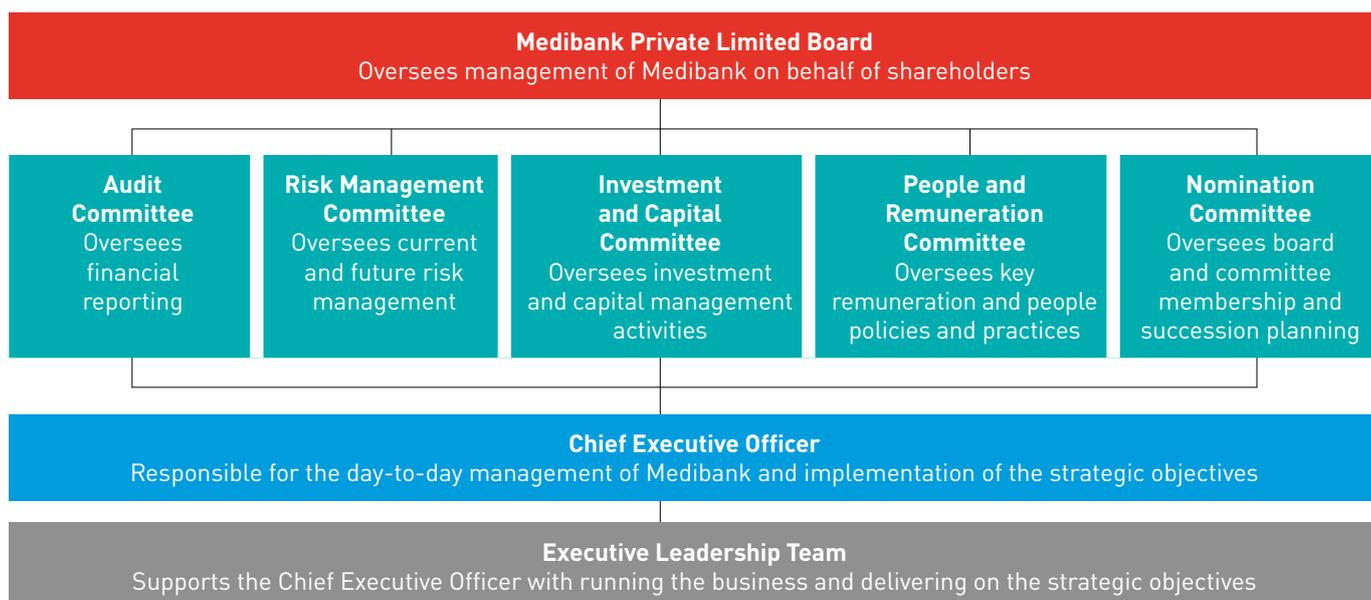 Medibank Private Limited Board
Oversees management of Medibank on behalf of shareholders
Audit
Committee
Oversees
financial
reporting
Risk Management
Committee
Oversees current
and future risk
management
Investment
and Capital
Committee
Oversees investment
and capital management
activities
People and
Remuneration
Committee
Oversees key
remuneration and people
policies and practices
Nomination
Committee
Oversees board
and committee
membership and
succession planning
Chief Executive Officer
Responsible for the day-to-day management of Medibank and implementation of the strategic objectives
Executive Leadership Team
Supports the Chief Executive Officer with running the business and delivering on the strategic objectives